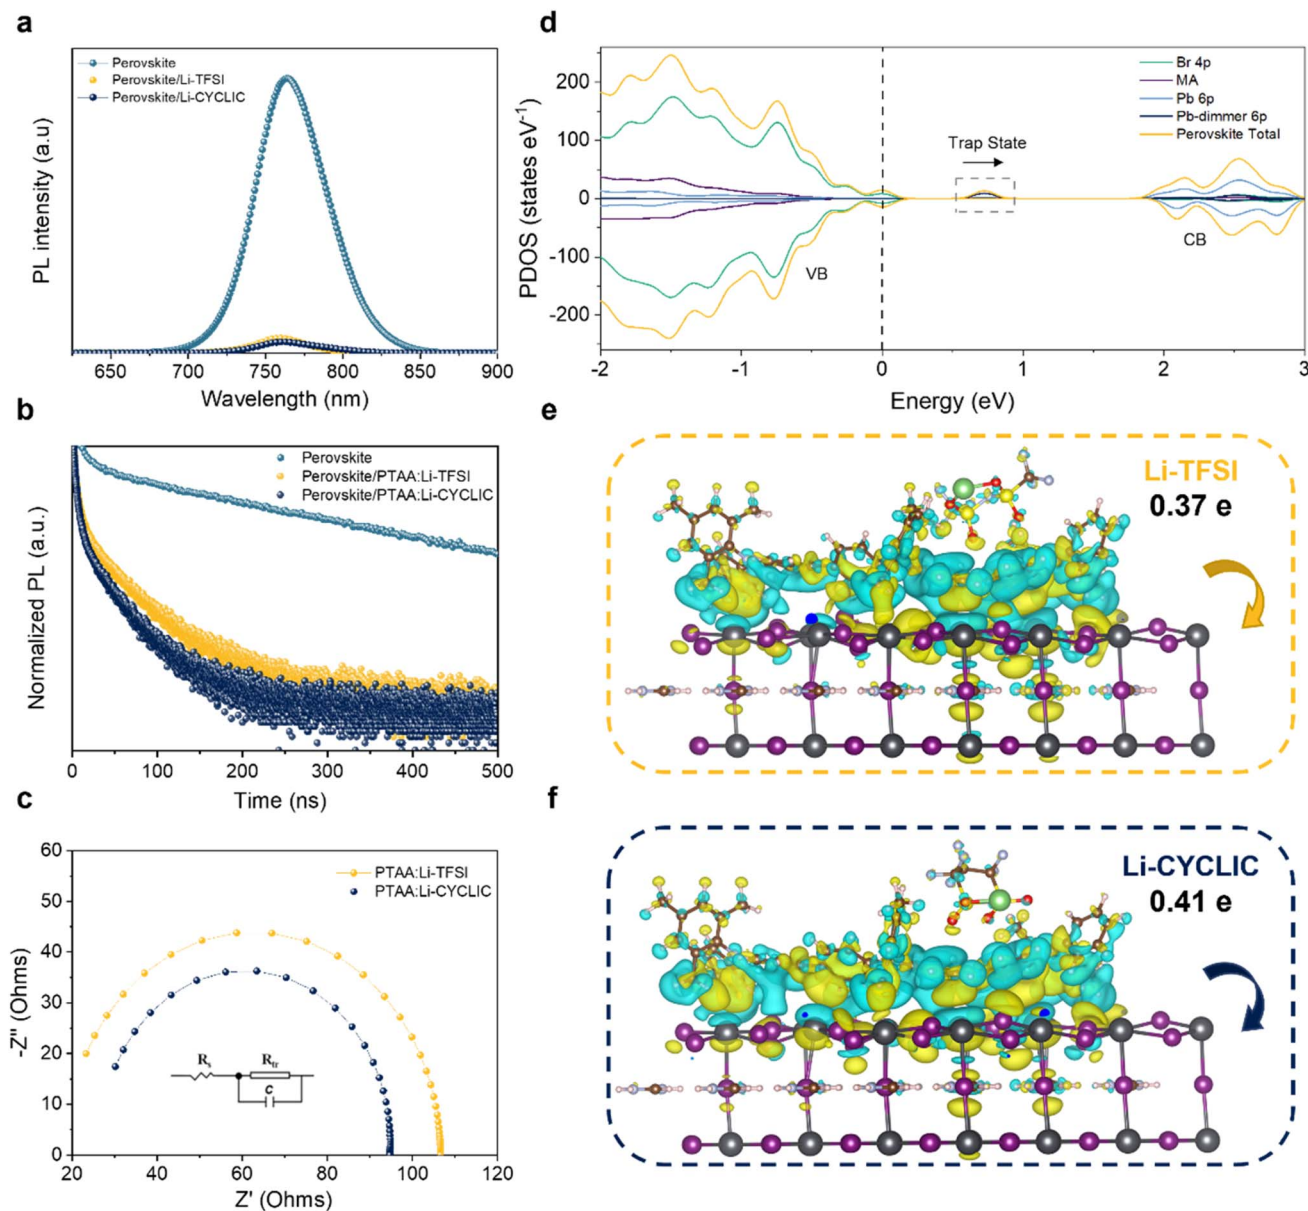 a
Perovskite
Perovskite/Li-TFSI
Perovskite/Li-CYCLIC
PL intensity (a.u)
650 700 750 800 850 900
Wavelength (nm)
b
Perovskite
Perovskite/PTAA:Li-TFSI
Perovskite/PTAA:Li-CYCLIC
Normalized PL (a.u.)
0 100 200 300 400 500
Time (ns)
c
60
50
40
30
20
10
0
-Z" (Ohms)
PTAA:Li-TFSI
PTAA:Li-CYCLIC
Rs
Rtr
C
20 40 60 80 100 120
Z' (Ohms)
d
200
100
0
-100
-200
PDOS (states eV⁻¹)
Br 4p
MA
Pb 6p
Pb-dimmer 6p
Perovskite Total
Trap State
VB
CB
-2 -1 0 1 2 3
Energy (eV)
e
Li-TFSI
0.37 e
f
Li-CYCLIC
0.41 e